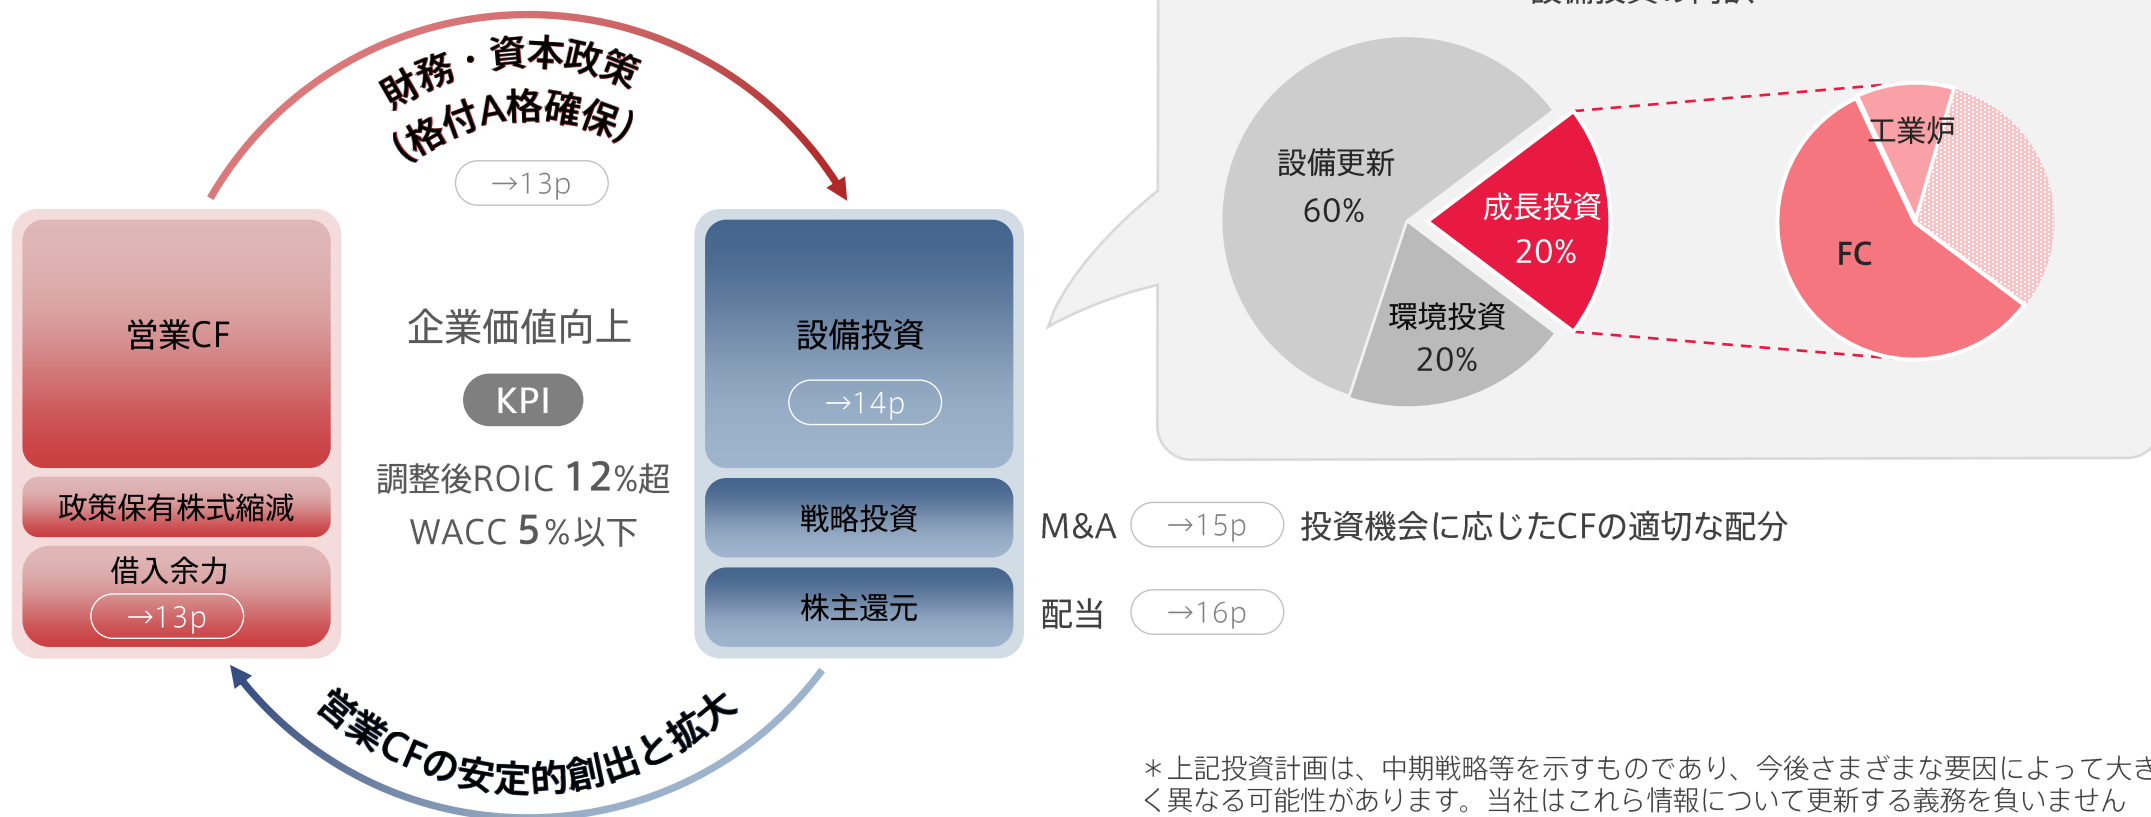 財務・資本政策
(格付A格確保)
→13p
営業CF
政策保有株式縮減
借入余力
→13p
企業価値向上
KPI
調整後ROIC 12%超
WACC 5%以下
設備投資
→14p
戦略投資
株主還元
営業CFの安定的創出と拡大
設備更新
60%
成長投資
20%
環境投資
20%
工業炉
FC
M&A →15p 投資機会に応じたCFの適切な配分
配当 →16p
＊上記投資計画は、中期戦略等を示すものであり、今後さまざまな要因によって大き
く異なる可能性があります。当社はこれら情報について更新する義務を負いません